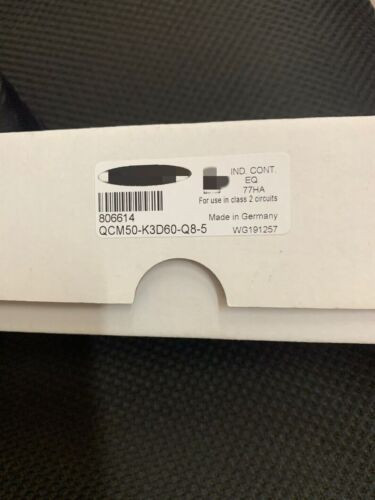 IND. CONT.
EQ
77HA
For use in class 2 circuits
806614
Made in Germany
QCM50-K3D60-Q8-5
WG191257